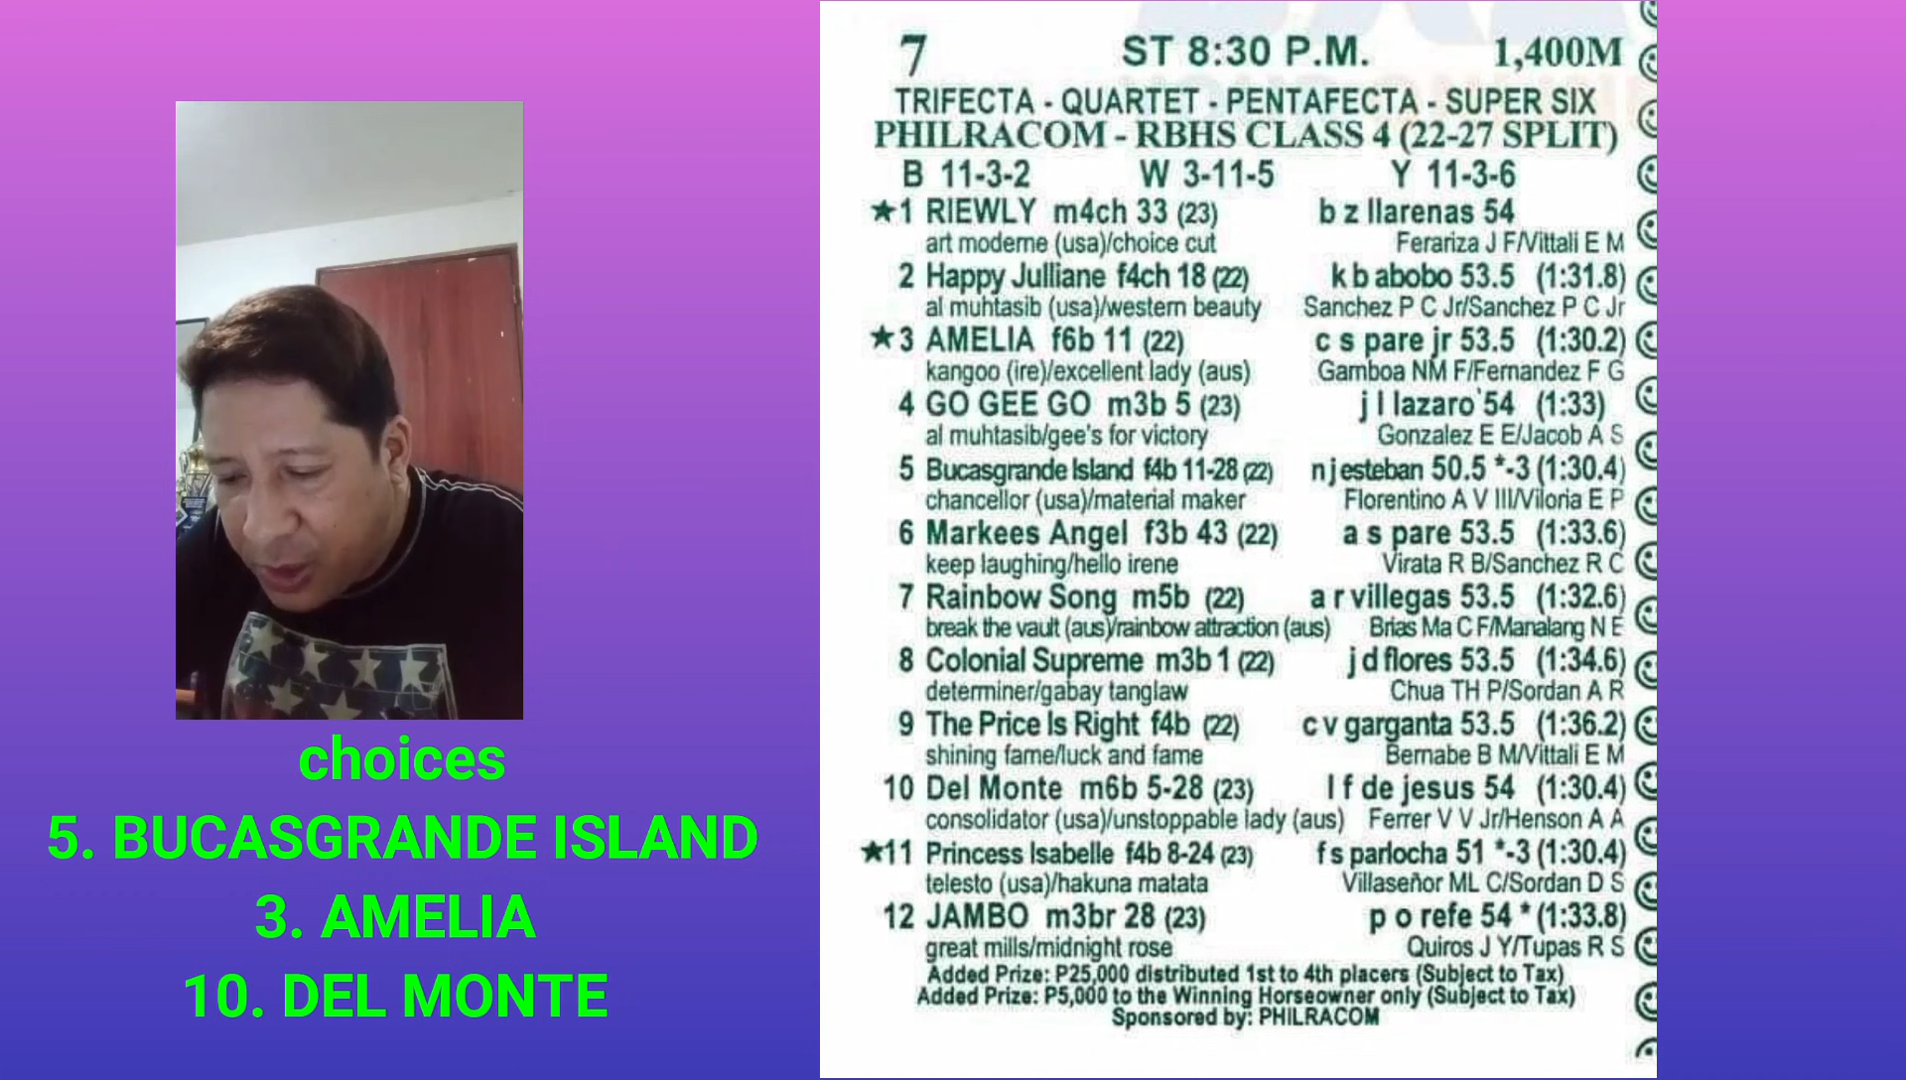 7 ST 8:30 P.M. 1,400M
TRIFECTA - QUARTET - PENTAFECTA - SUPER SIX
PHILRACOM - RBHS CLASS 4 (22-27 SPLIT)
B 11-3-2 W 3-11-5 Y 11-3-6
★1 RIEWLY m4ch 33 (23) b z llarenas 54
art moderne (usa)/choice cut Ferariza J F/Vittali E M
2 Happy Julliane f4ch 18 (22) k b abobo 53.5 (1:31.8)
al muhtasib (usa)/western beauty Sanchez P C Jr/Sanchez P C Jr
★3 AMELIA f6b 11 (22) c s pare jr 53.5 (1:30.2)
kangoo (ire)/excellent lady (aus) Gamboa NM F/Fernandez F G
4 GO GEE GO m3b 5 (23) j l lazaro 54 (1:33)
al muhtasib/gee's for victory Gonzalez E E/Jacob A S
5 Bucasgrande Island f4b 11-28 (22) n j esteban 50.5 *-3 (1:30.4)
chancellor (usa)/material maker Florentino A V III/Viloria E P
6 Markees Angel f3b 43 (22) a s pare 53.5 (1:33.6)
keep laughing/hello irene Virata R B/Sanchez R C
7 Rainbow Song m5b (22) a r villegas 53.5 (1:32.6)
break the vault (aus)/rainbow attraction (aus) Brias Ma C F/Manalang N E
8 Colonial Supreme m3b 1 (22) j d flores 53.5 (1:34.6)
determiner/gabay tanglaw Chua TH P/Sordan A R
9 The Price Is Right f4b (22) c v garganta 53.5 (1:36.2)
shining fame/luck and fame Bernabe B M/Vittali E M
10 Del Monte m6b 5-28 (23) l f de jesus 54 (1:30.4)
consolidator (usa)/unstoppable lady (aus) Ferrer V V Jr/Henson A A
★11 Princess Isabelle f4b 8-24 (23) f s parlocha 51 *-3 (1:30.4)
telesto (usa)/hakuna matata Villaseñor ML C/Sordan D S
12 JAMBO m3br 28 (23) p o refe 54 * (1:33.8)
great mills/midnight rose Quiros J Y/Tupas R S
Added Prize: P25,000 distributed 1st to 4th placers (Subject to Tax)
Added Prize: P5,000 to the Winning Horseowner only (Subject to Tax)
Sponsored by: PHILRACOM
choices
5. BUCASGRANDE ISLAND
3. AMELIA
10. DEL MONTE